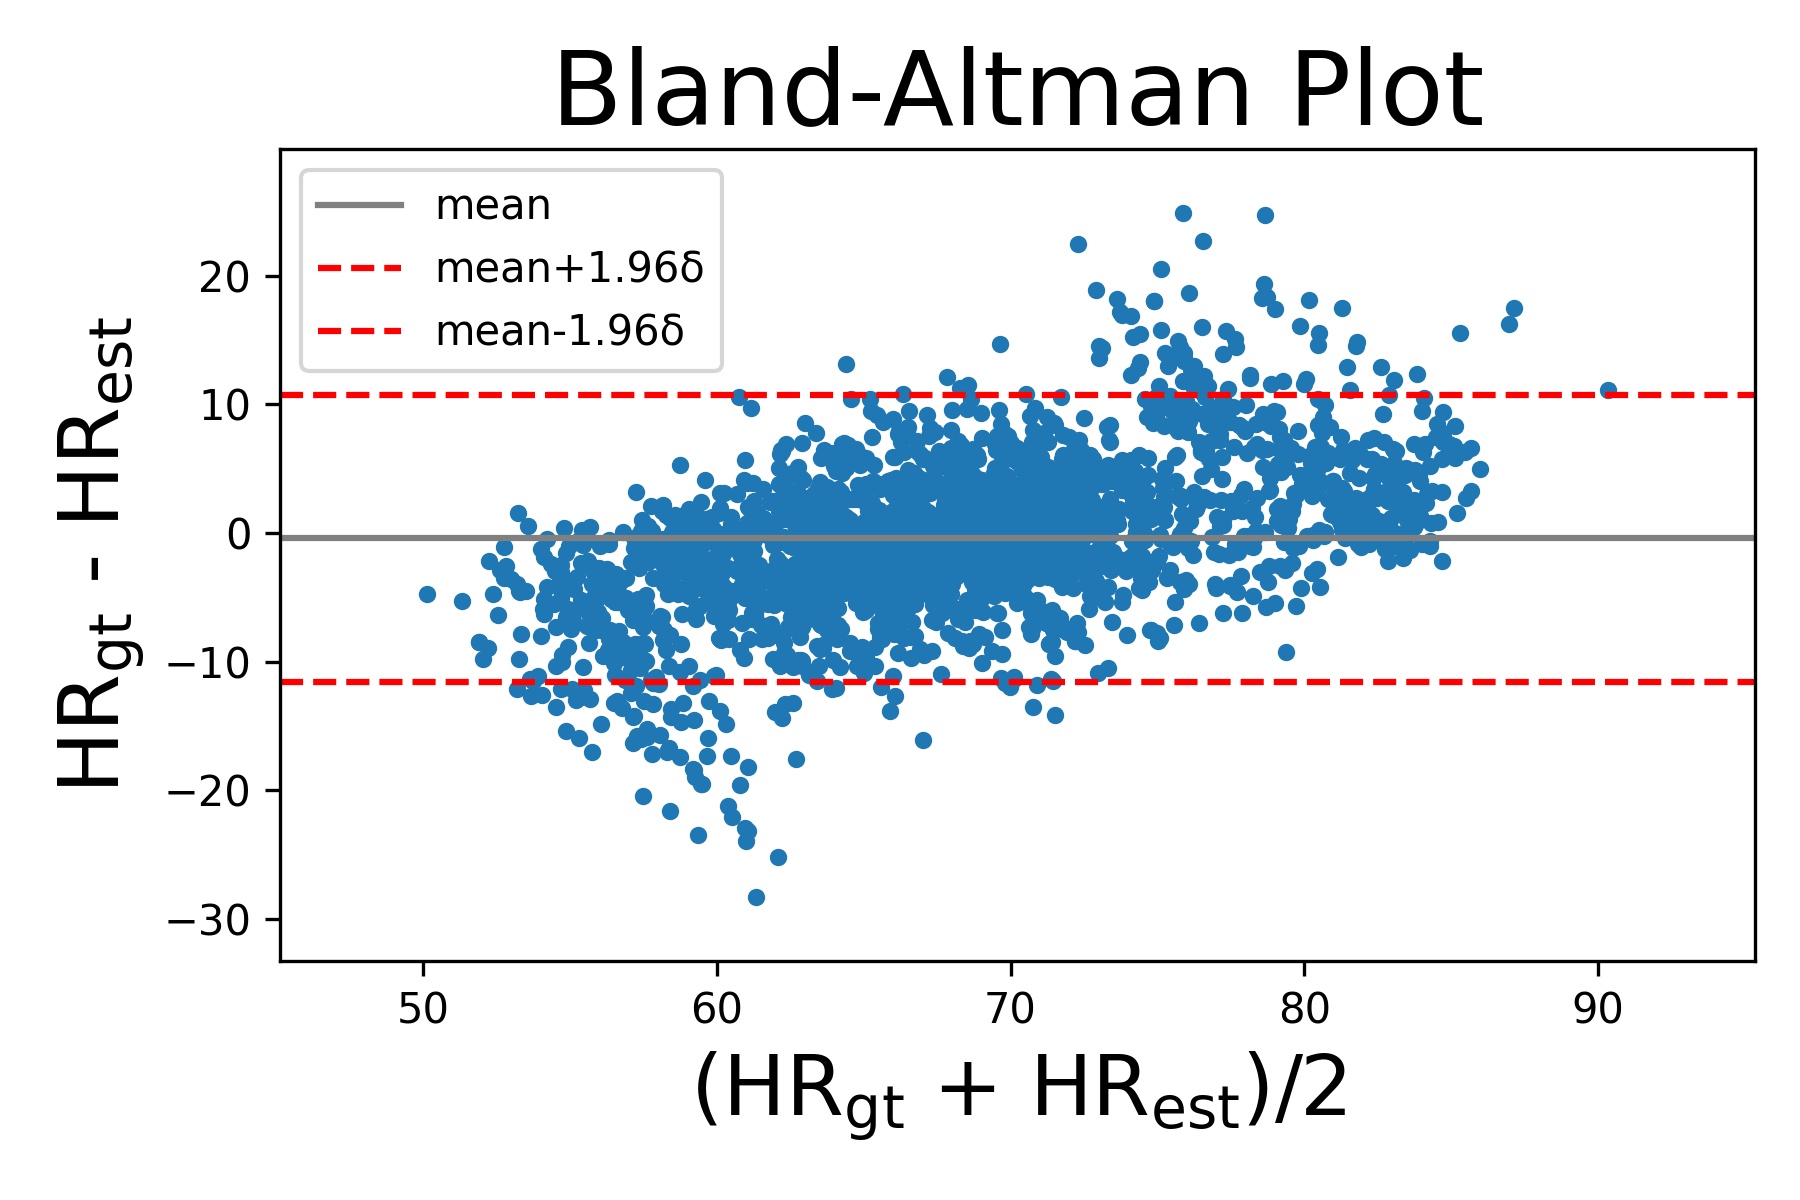 Bland-Altman Plot
mean
mean+1.96δ
mean-1.96δ
HRgt - HRest
20
10
0
−10
−20
−30
50 60 70 80 90
(HRgt + HRest)/2